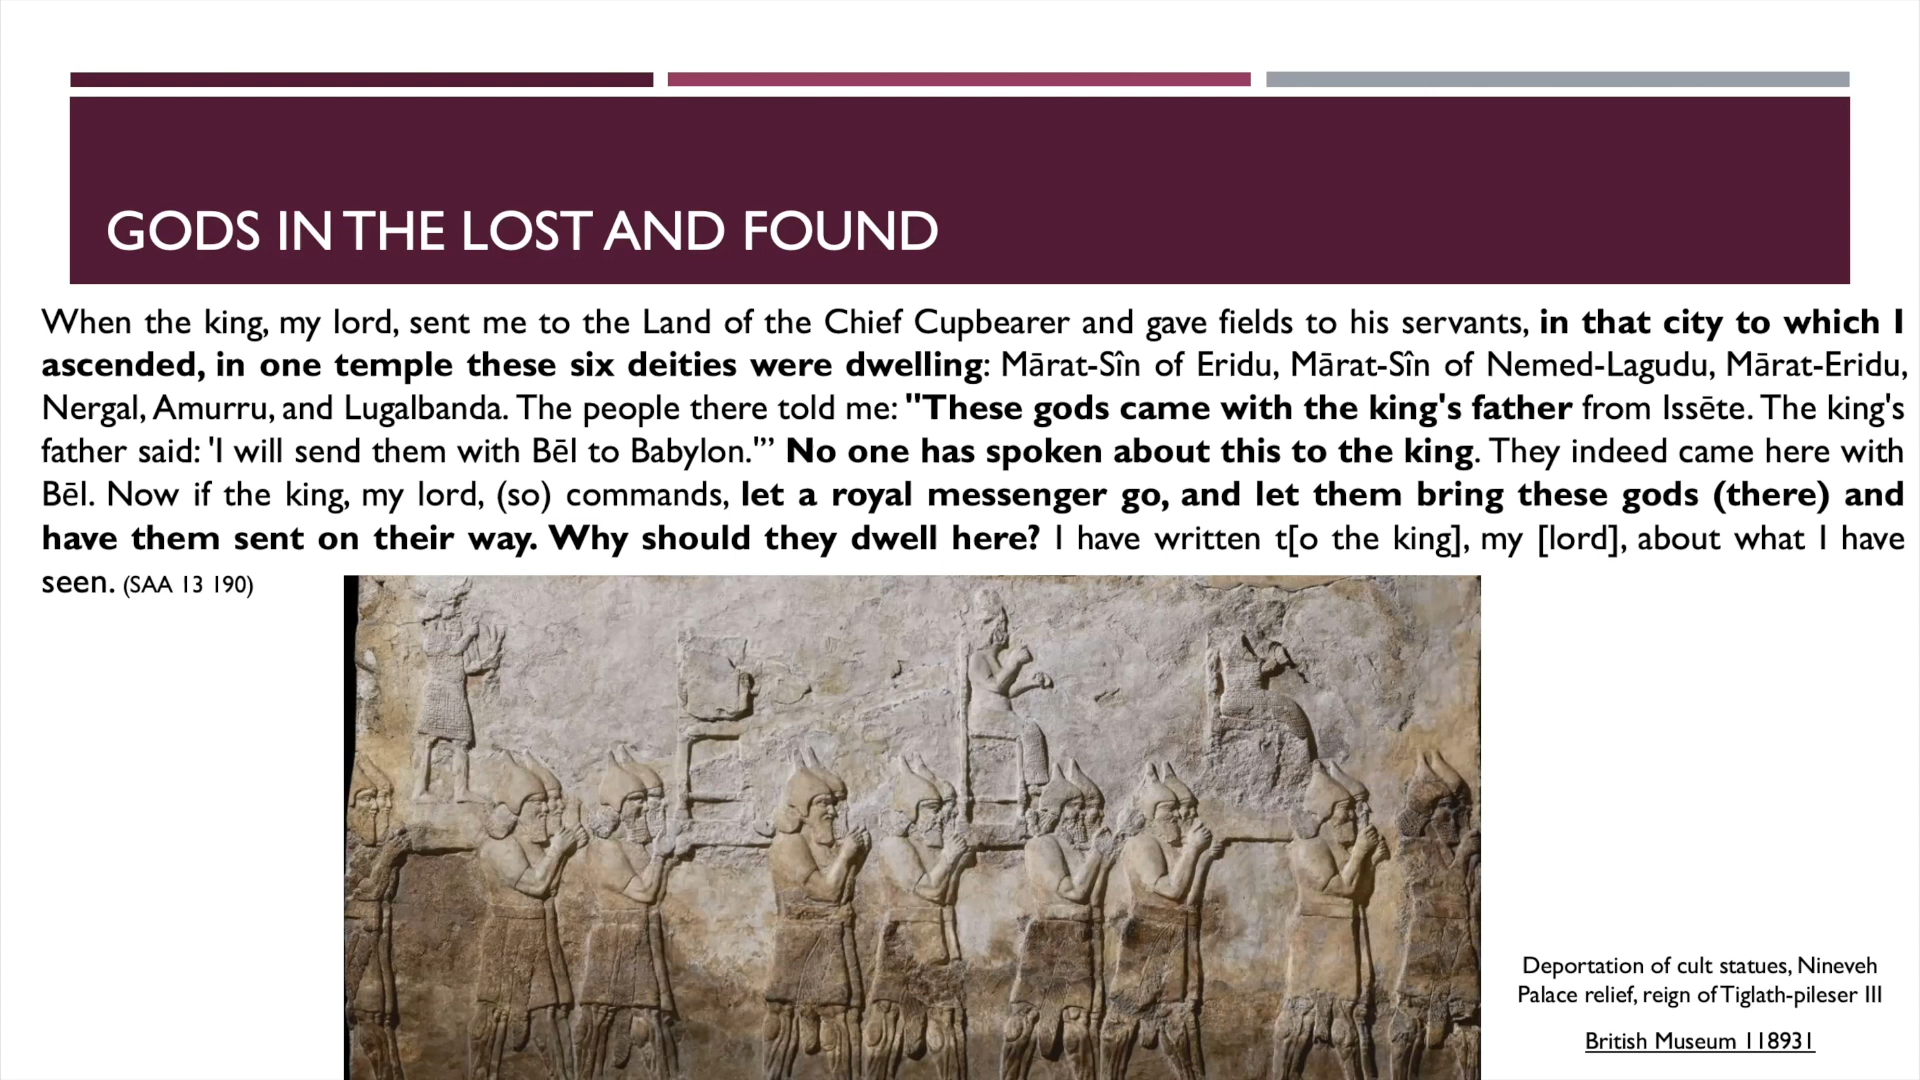 GODS IN THE LOST AND FOUND
When the king, my lord, sent me to the Land of the Chief Cupbearer and gave fields to his servants, in that city to which I
ascended, in one temple these six deities were dwelling: Mārat-Sîn of Eridu, Mārat-Sîn of Nemed-Lagudu, Mārat-Eridu,
Nergal, Amurru, and Lugalbanda. The people there told me: "These gods came with the king's father from Issēte. The king's
father said: 'I will send them with Bēl to Babylon.'” No one has spoken about this to the king. They indeed came here with
Bēl. Now if the king, my lord, (so) commands, let a royal messenger go, and let them bring these gods (there) and
have them sent on their way. Why should they dwell here? I have written t[o the king], my [lord], about what I have
seen. (SAA 13 190)
Deportation of cult statues, Nineveh
Palace relief, reign of Tiglath-pileser III
British Museum 118931